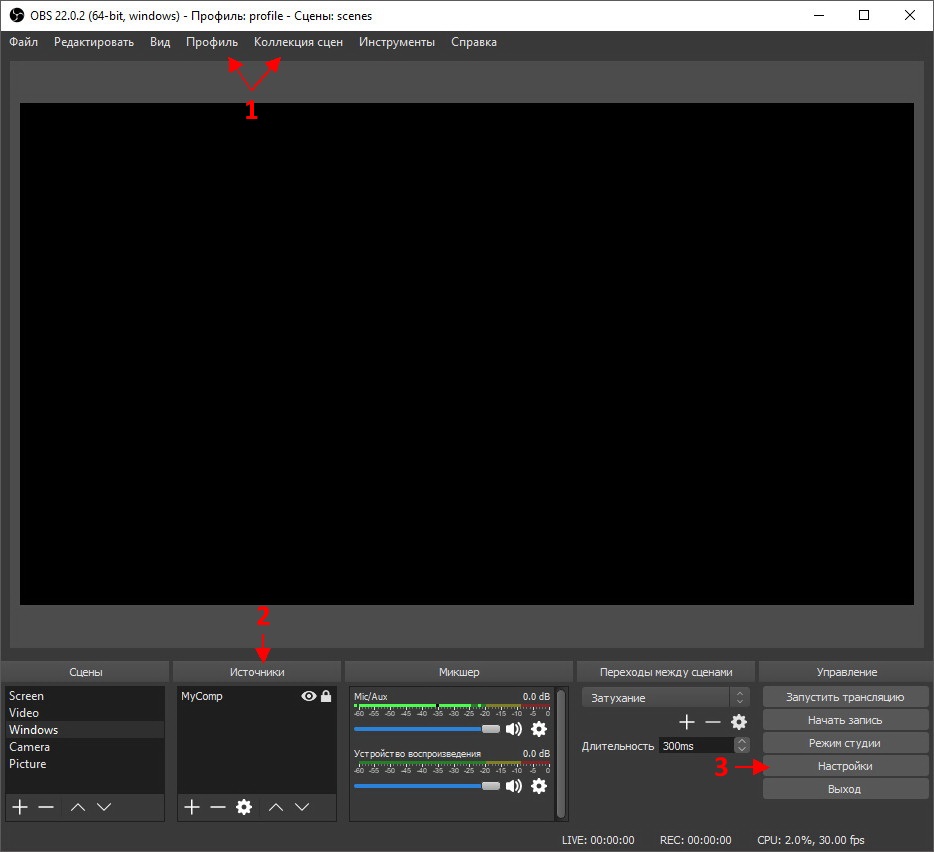 OBS 22.0.2 (64-bit, windows) - Профиль: profile - Сцены: scenes
Файл Редактировать Вид Профиль Коллекция сцен Инструменты Справка
1
2
Сцены Источники Микшер Переходы между сценами Управление
Screen MyComp Mic/Aux 0.0 dB Затухание Запустить трансляцию
-60 -55 -50 -45 -40 -35 -30 -25 -20 -15 -10 -5 0
Video Начать запись
Windows Режим студии
Camera Устройство воспроизведения 0.0 dB Длительность 300ms
-60 -55 -50 -45 -40 -35 -30 -25 -20 -15 -10 -5 0
Picture 3 Настройки
Выход
LIVE: 00:00:00 REC: 00:00:00 CPU: 2.0%, 30.00 fps